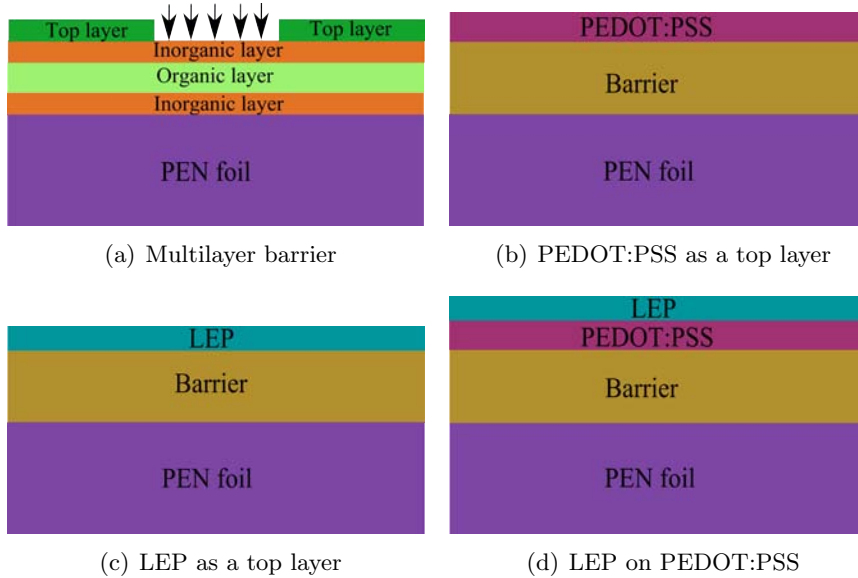 Top layer
Top layer
Inorganic layer
Organic layer
Inorganic layer
PEN foil
(a) Multilayer barrier
PEDOT:PSS
Barrier
PEN foil
(b) PEDOT:PSS as a top layer
LEP
Barrier
PEN foil
(c) LEP as a top layer
LEP
PEDOT:PSS
Barrier
PEN foil
(d) LEP on PEDOT:PSS